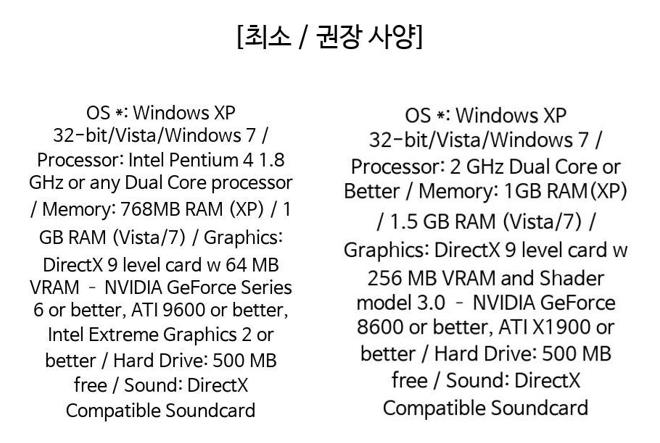 [최소 / 권장 사양]
OS *: Windows XP
32-bit/Vista/Windows 7 /
Processor: Intel Pentium 4 1.8
GHz or any Dual Core processor
/ Memory: 768MB RAM (XP) / 1
GB RAM (Vista/7) / Graphics:
DirectX 9 level card w 64 MB
VRAM - NVIDIA GeForce Series
6 or better, ATI 9600 or better,
Intel Extreme Graphics 2 or
better / Hard Drive: 500 MB
free / Sound: DirectX
Compatible Soundcard
OS *: Windows XP
32-bit/Vista/Windows 7 /
Processor: 2 GHz Dual Core or
Better / Memory: 1GB RAM(XP)
/ 1.5 GB RAM (Vista/7) /
Graphics: DirectX 9 level card w
256 MB VRAM and Shader
model 3.0 - NVIDIA GeForce
8600 or better, ATI X1900 or
better / Hard Drive: 500 MB
free / Sound: DirectX
Compatible Soundcard